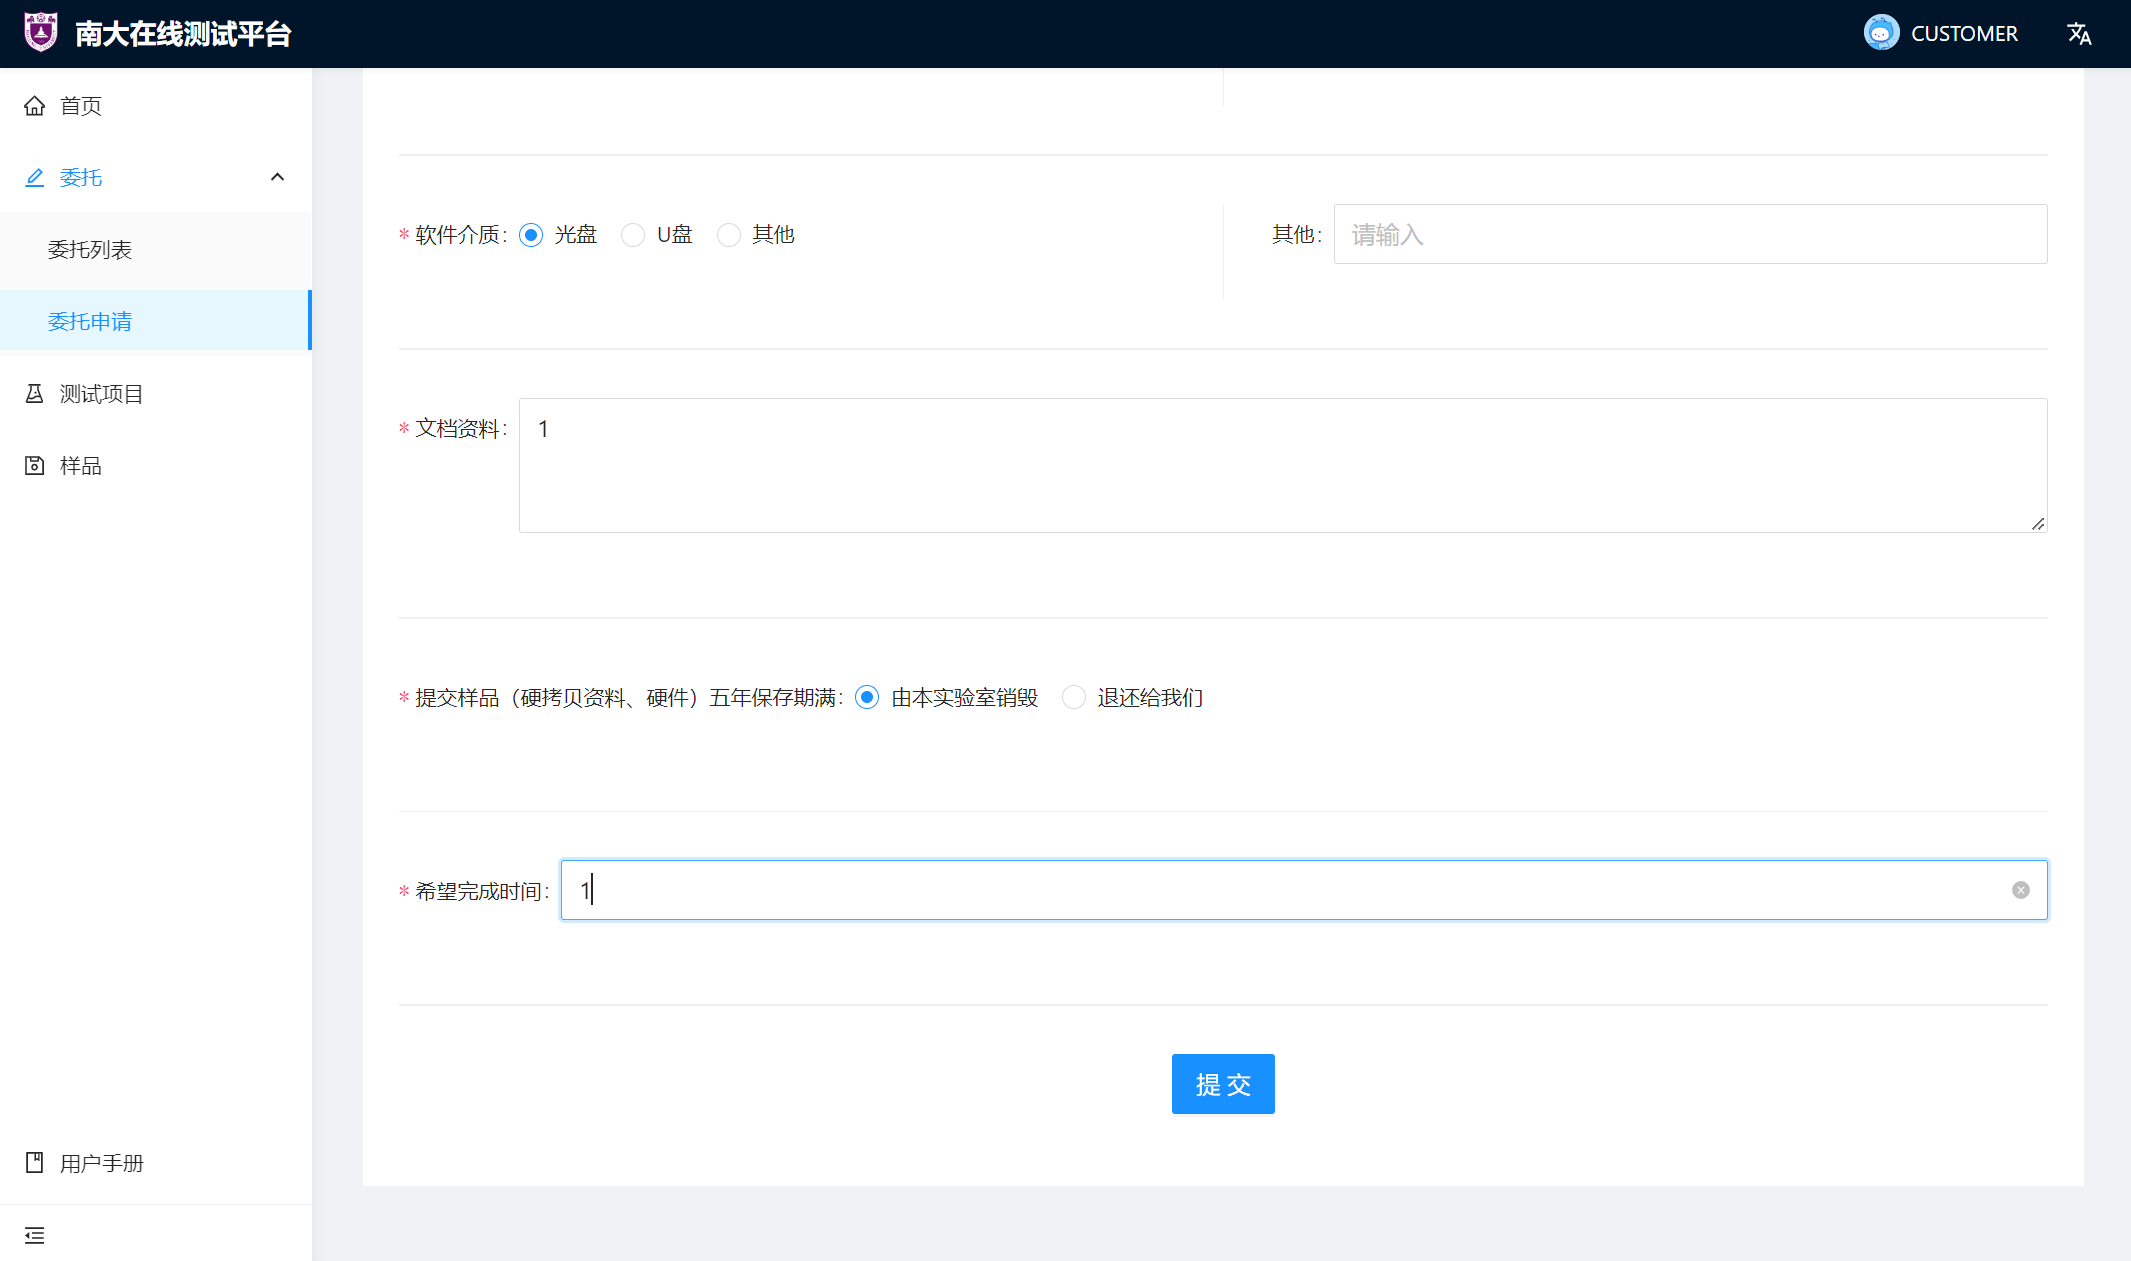 南大在线测试平台
CUSTOMER
首页
委托
委托列表
委托申请
测试项目
样品
用户手册
* 软件介质: 光盘 U盘 其他
其他: 请输入
* 文档资料: 1
* 提交样品（硬拷贝资料、硬件）五年保存期满: 由本实验室销毁 退还给我们
* 希望完成时间: 1
提 交